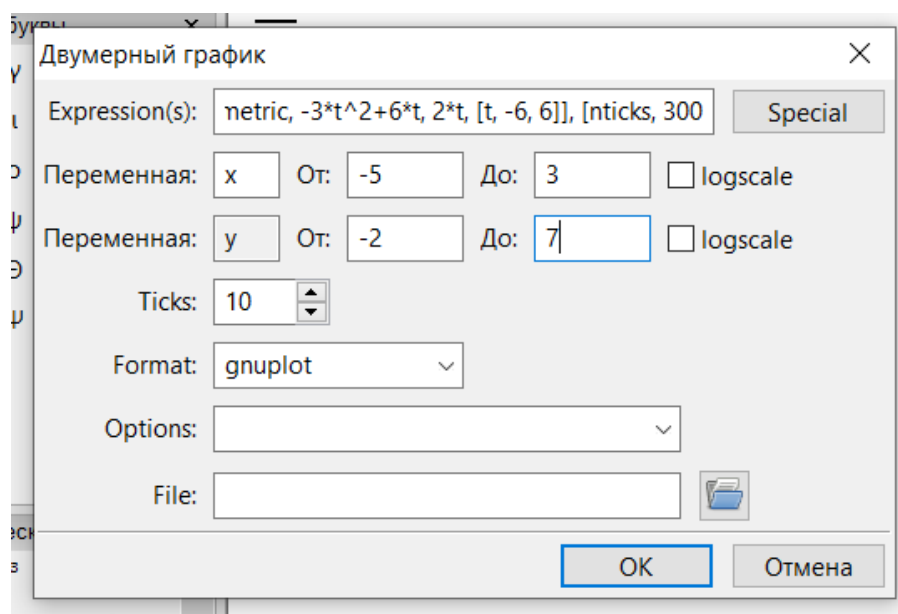 буквы
Двумерный график
γ
Expression(s): metric, -3*t^2+6*t, 2*t, [t, -6, 6]], [nticks, 300 Special
ι
Переменная: x От: -5 До: 3 logscale
ψ
Переменная: y От: -2 До: 7 logscale
Ticks: 10
Format: gnuplot
Options:
File:
OK Отмена